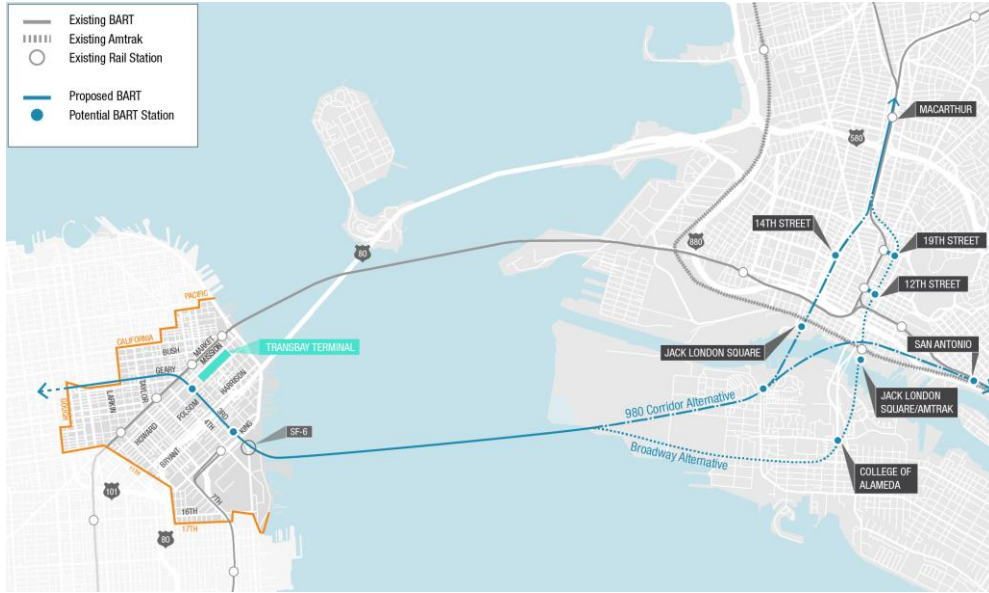 Existing BART
Existing Amtrak
Existing Rail Station
Proposed BART
Potential BART Station
MACARTHUR
580
14TH STREET
19TH STREET
880
80
12TH STREET
PACIFIC
CALIFORNIA
BUSH
MARKET
MISSION
TRANSBAY TERMINAL
GEARY
JACK LONDON SQUARE
SAN ANTONIO
TAYLOR
LARKIN
GOUGH
HARRISON
FOLSOM
3RD
4TH
KING
HOWARD
980 Corridor Alternative
JACK LONDON
SQUARE/AMTRAK
SF-6
BRYANT
Broadway Alternative
COLLEGE OF
ALAMEDA
101
7TH
16TH
17TH
80